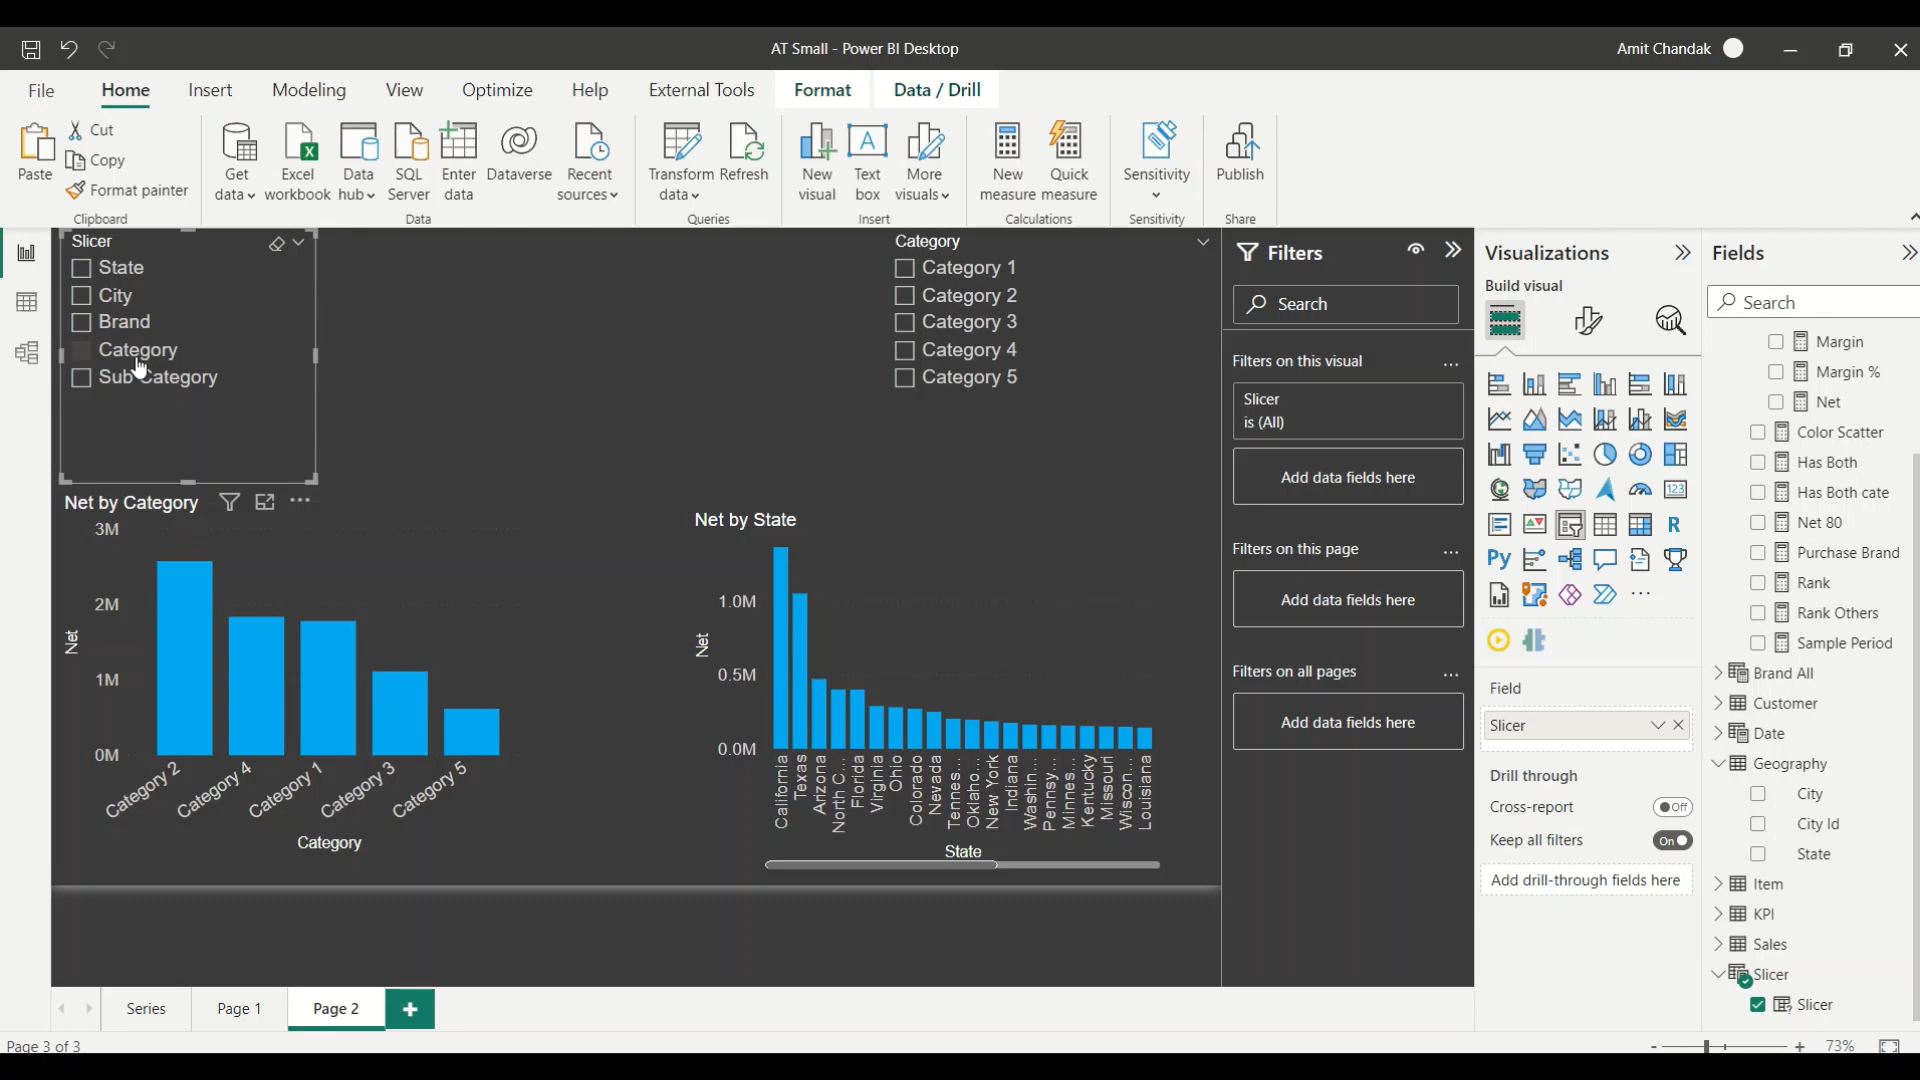 AT Small - Power BI Desktop
Amit Chandak
File Home Insert Modeling View Optimize Help External Tools Format Data / Drill
Paste
Cut
Copy
Format painter
Clipboard
Get data
Excel workbook
Data hub
SQL Server
Enter data
Dataverse
Recent sources
Data
Transform data
Refresh
Queries
New visual
Text box
More visuals
Insert
New measure
Quick measure
Calculations
Sensitivity
Sensitivity
Publish
Share
Slicer
State
City
Brand
Category
Sub Category
Category
Category 1
Category 2
Category 3
Category 4
Category 5
Net by Category
3M
2M
1M
0M
Net
Category 2
Category 4
Category 1
Category 3
Category 5
Category
Net by State
1.0M
0.5M
0.0M
Net
California
Texas
Arizona
North C...
Florida
Virginia
Ohio
Colorado
Nevada
Tennes...
Oklaho...
New York
Indiana
Washin...
Pennsy...
Minnes...
Kentucky
Missouri
Wiscon...
Louisiana
State
Filters
Search
Filters on this visual ...
Slicer
is (All)
Add data fields here
Filters on this page ...
Add data fields here
Filters on all pages ...
Add data fields here
Visualizations
Build visual
123
R
Py
...
Field
Slicer
Drill through
Cross-report Off
Keep all filters On
Add drill-through fields here
Fields
Search
Margin
Margin %
Net
Color Scatter
Has Both
Has Both cate
Net 80
Purchase Brand
Rank
Rank Others
Sample Period
Brand All
Customer
Date
Geography
City
City Id
State
Item
KPI
Sales
Slicer
Slicer
Series Page 1 Page 2 +
Page 3 of 3
- + 73%